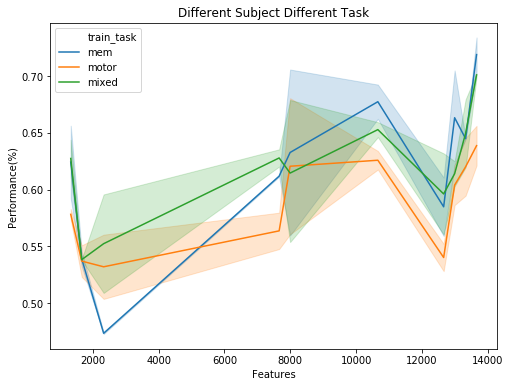 Different Subject Different Task
train_task
mem
motor
mixed
0.70
0.65
0.60
0.55
0.50
Performance(%)
2000 4000 6000 8000 10000 12000 14000
Features